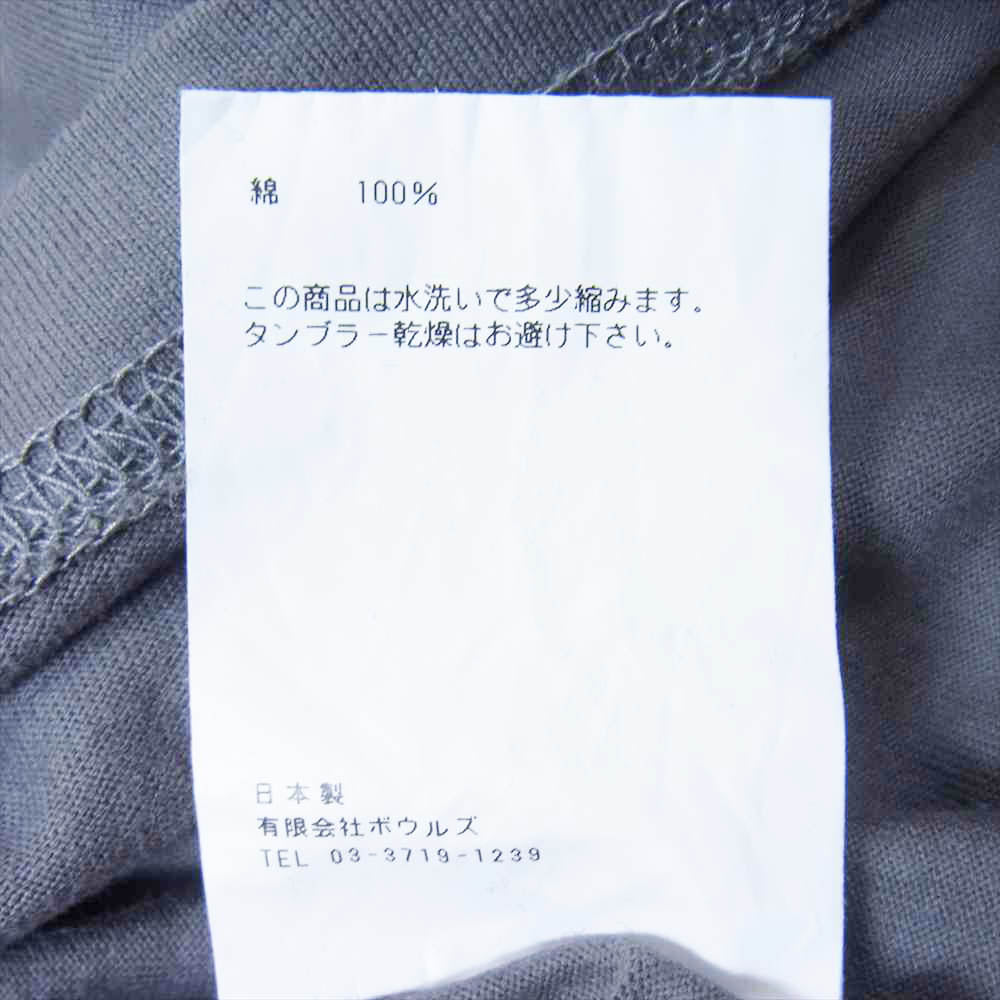 綿 100%
この商品は水洗いで多少縮みます。
タンブラー乾燥はお避け下さい。
日本製
有限会社ボウルズ
TEL 03-3719-1239